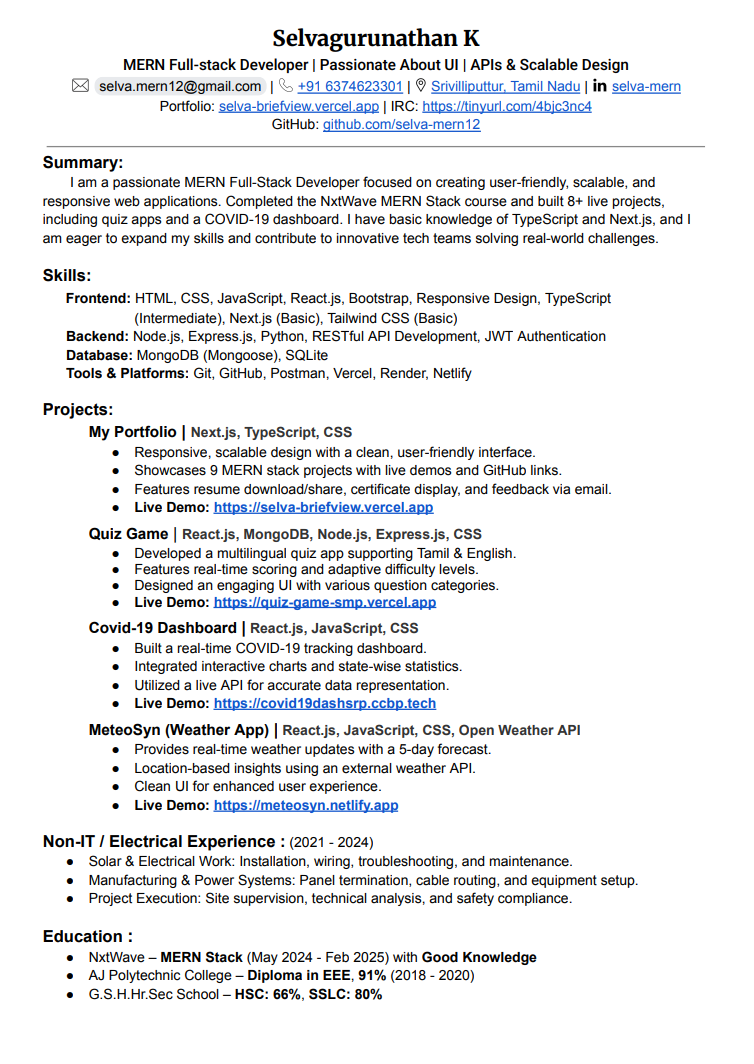 Selvagurunathan K
MERN Full-stack Developer | Passionate About UI | APIs & Scalable Design
selva.mern12@gmail.com | +91 6374623301 | Srivilliputtur, Tamil Nadu | in selva-mern
Portfolio: selva-briefview.vercel.app | IRC: https://tinyurl.com/4bjc3nc4
GitHub: github.com/selva-mern12
Summary:
I am a passionate MERN Full-Stack Developer focused on creating user-friendly, scalable, and
responsive web applications. Completed the NxtWave MERN Stack course and built 8+ live projects,
including quiz apps and a COVID-19 dashboard. I have basic knowledge of TypeScript and Next.js, and I
am eager to expand my skills and contribute to innovative tech teams solving real-world challenges.
Skills:
Frontend: HTML, CSS, JavaScript, React.js, Bootstrap, Responsive Design, TypeScript
(Intermediate), Next.js (Basic), Tailwind CSS (Basic)
Backend: Node.js, Express.js, Python, RESTful API Development, JWT Authentication
Database: MongoDB (Mongoose), SQLite
Tools & Platforms: Git, GitHub, Postman, Vercel, Render, Netlify
Projects:
My Portfolio | Next.js, TypeScript, CSS
● Responsive, scalable design with a clean, user-friendly interface.
● Showcases 9 MERN stack projects with live demos and GitHub links.
● Features resume download/share, certificate display, and feedback via email.
● Live Demo: https://selva-briefview.vercel.app
Quiz Game | React.js, MongoDB, Node.js, Express.js, CSS
● Developed a multilingual quiz app supporting Tamil & English.
● Features real-time scoring and adaptive difficulty levels.
● Designed an engaging UI with various question categories.
● Live Demo: https://quiz-game-smp.vercel.app
Covid-19 Dashboard | React.js, JavaScript, CSS
● Built a real-time COVID-19 tracking dashboard.
● Integrated interactive charts and state-wise statistics.
● Utilized a live API for accurate data representation.
● Live Demo: https://covid19dashsrp.ccbp.tech
MeteoSyn (Weather App) | React.js, JavaScript, CSS, Open Weather API
● Provides real-time weather updates with a 5-day forecast.
● Location-based insights using an external weather API.
● Clean UI for enhanced user experience.
● Live Demo: https://meteosyn.netlify.app
Non-IT / Electrical Experience : (2021 - 2024)
● Solar & Electrical Work: Installation, wiring, troubleshooting, and maintenance.
● Manufacturing & Power Systems: Panel termination, cable routing, and equipment setup.
● Project Execution: Site supervision, technical analysis, and safety compliance.
Education :
● NxtWave – MERN Stack (May 2024 - Feb 2025) with Good Knowledge
● AJ Polytechnic College – Diploma in EEE, 91% (2018 - 2020)
● G.S.H.Hr.Sec School – HSC: 66%, SSLC: 80%